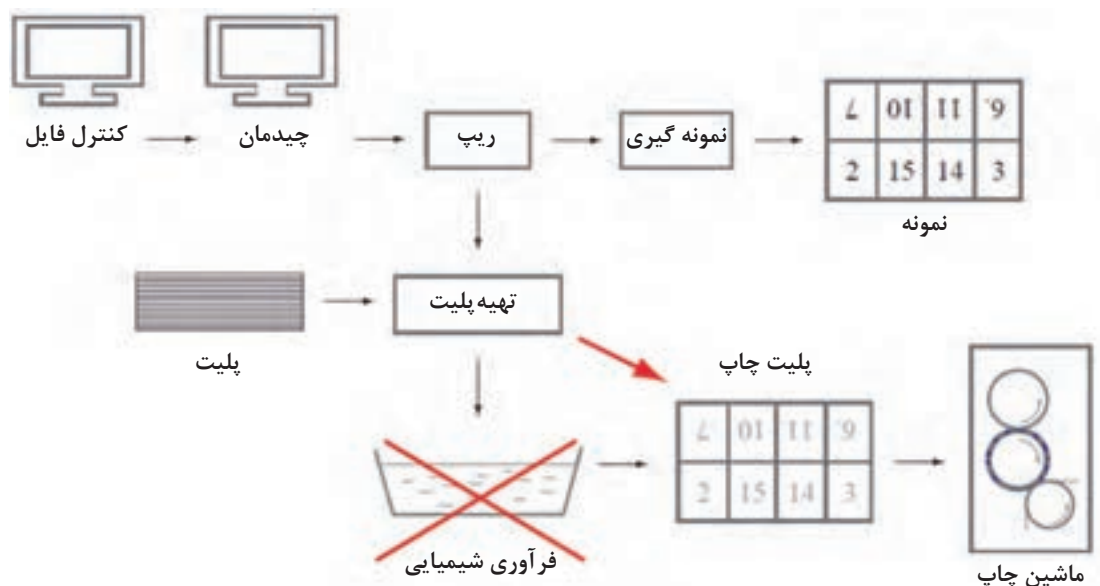 کنترل فایل
چیدمان
ریپ
نمونه گیری
7 10 11 6
2 15 14 3
نمونه
تهیه پلیت
پلیت
پلیت چاپ
7 10 11 6
2 15 14 3
فرآوری شیمیایی
ماشین چاپ